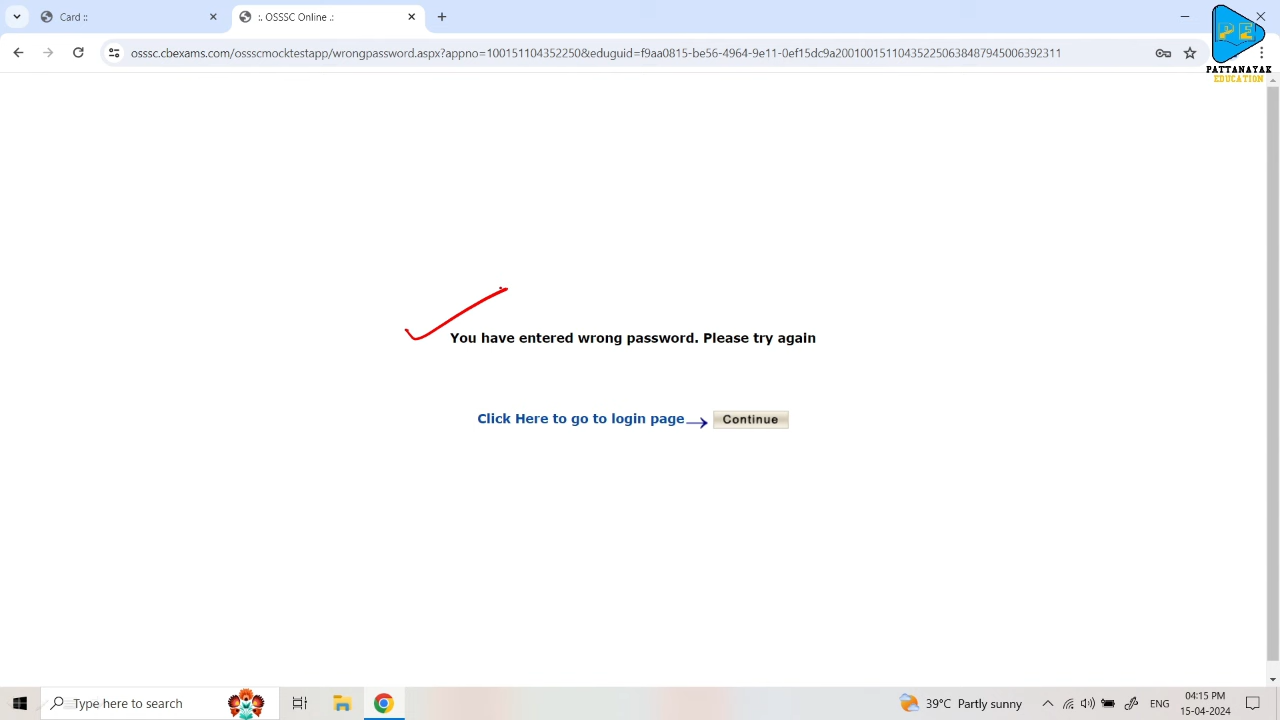 Card ::
:. OSSSC Online .:
osssc.cbexams.com/ossscmocktestapp/wrongpassword.aspx?appno=100151104352250&eduguid=f9aa0815-be56-4964-9e11-0ef15dc9a200100151104352250638487945006392311
PE
PATTANAYAK
EDUCATION
You have entered wrong password. Please try again
Click Here to go to login page
Continue
Type here to search
39°C Partly sunny
ENG
04:15 PM
15-04-2024